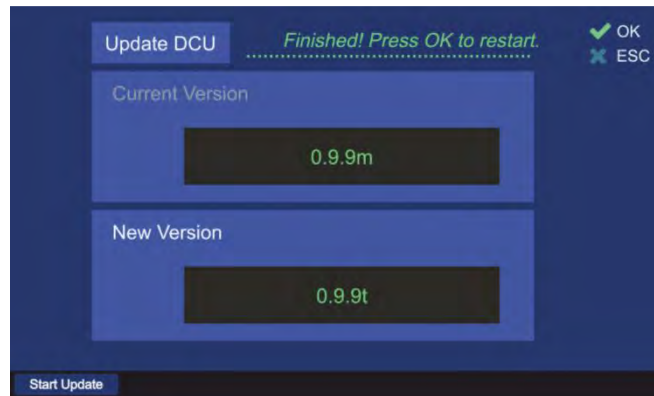 Update DCU
Finished! Press OK to restart.
OK
ESC
Current Version
0.9.9m
New Version
0.9.9t
Start Update